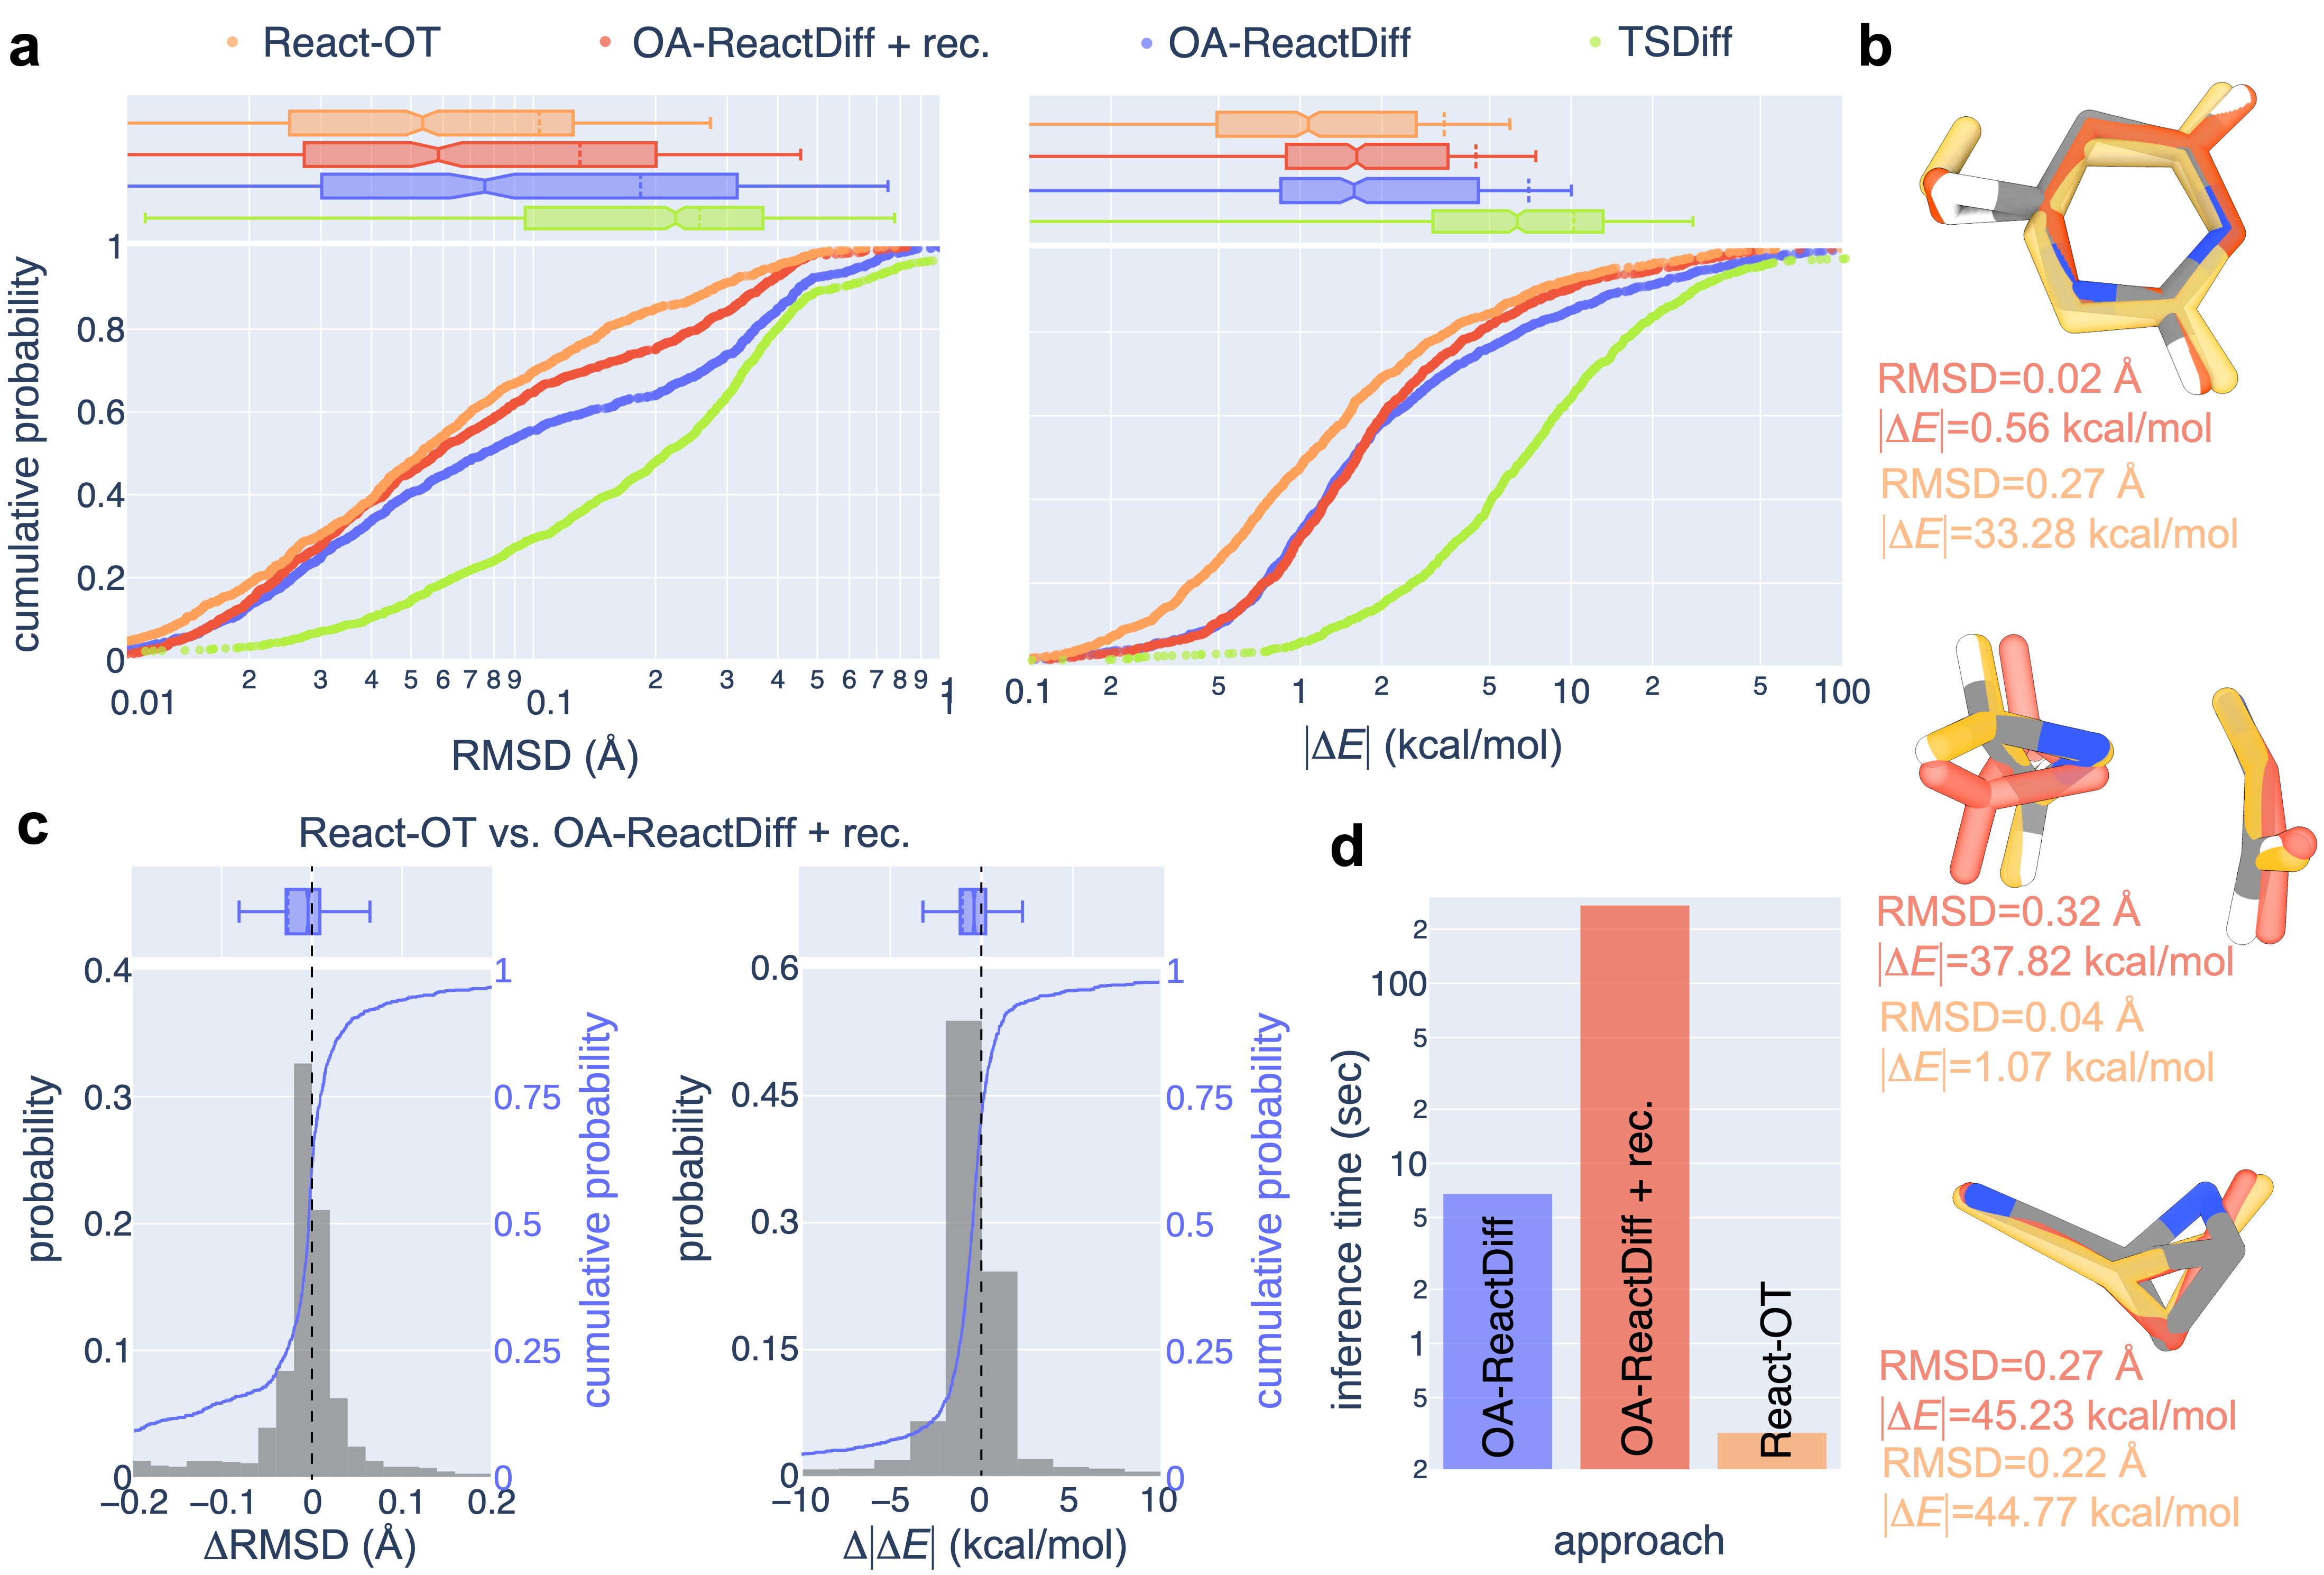 a
React-OT
OA-ReactDiff + rec.
OA-ReactDiff
TSDiff
cumulative probability
1
0.8
0.6
0.4
0.2
0
0.01
2
3
4
5
6
7
8
9
0.1
2
3
4
5
6
7
8
9
1
RMSD (Å)
0.1
2
5
1
2
5
10
2
5
100
|ΔE| (kcal/mol)
b
RMSD=0.02 Å
|ΔE|=0.56 kcal/mol
RMSD=0.27 Å
|ΔE|=33.28 kcal/mol
RMSD=0.32 Å
|ΔE|=37.82 kcal/mol
RMSD=0.04 Å
|ΔE|=1.07 kcal/mol
RMSD=0.27 Å
|ΔE|=45.23 kcal/mol
RMSD=0.22 Å
|ΔE|=44.77 kcal/mol
c
React-OT vs. OA-ReactDiff + rec.
probability
0.4
0.3
0.2
0.1
0
1
0.75
0.5
0.25
0
cumulative probability
−0.2
−0.1
0
0.1
0.2
ΔRMSD (Å)
probability
0.6
0.45
0.3
0.15
0
1
0.75
0.5
0.25
0
cumulative probability
−10
−5
0
5
10
Δ|ΔE| (kcal/mol)
d
inference time (sec)
2
100
5
2
10
5
2
1
5
2
OA-ReactDiff
OA-ReactDiff + rec.
React-OT
approach